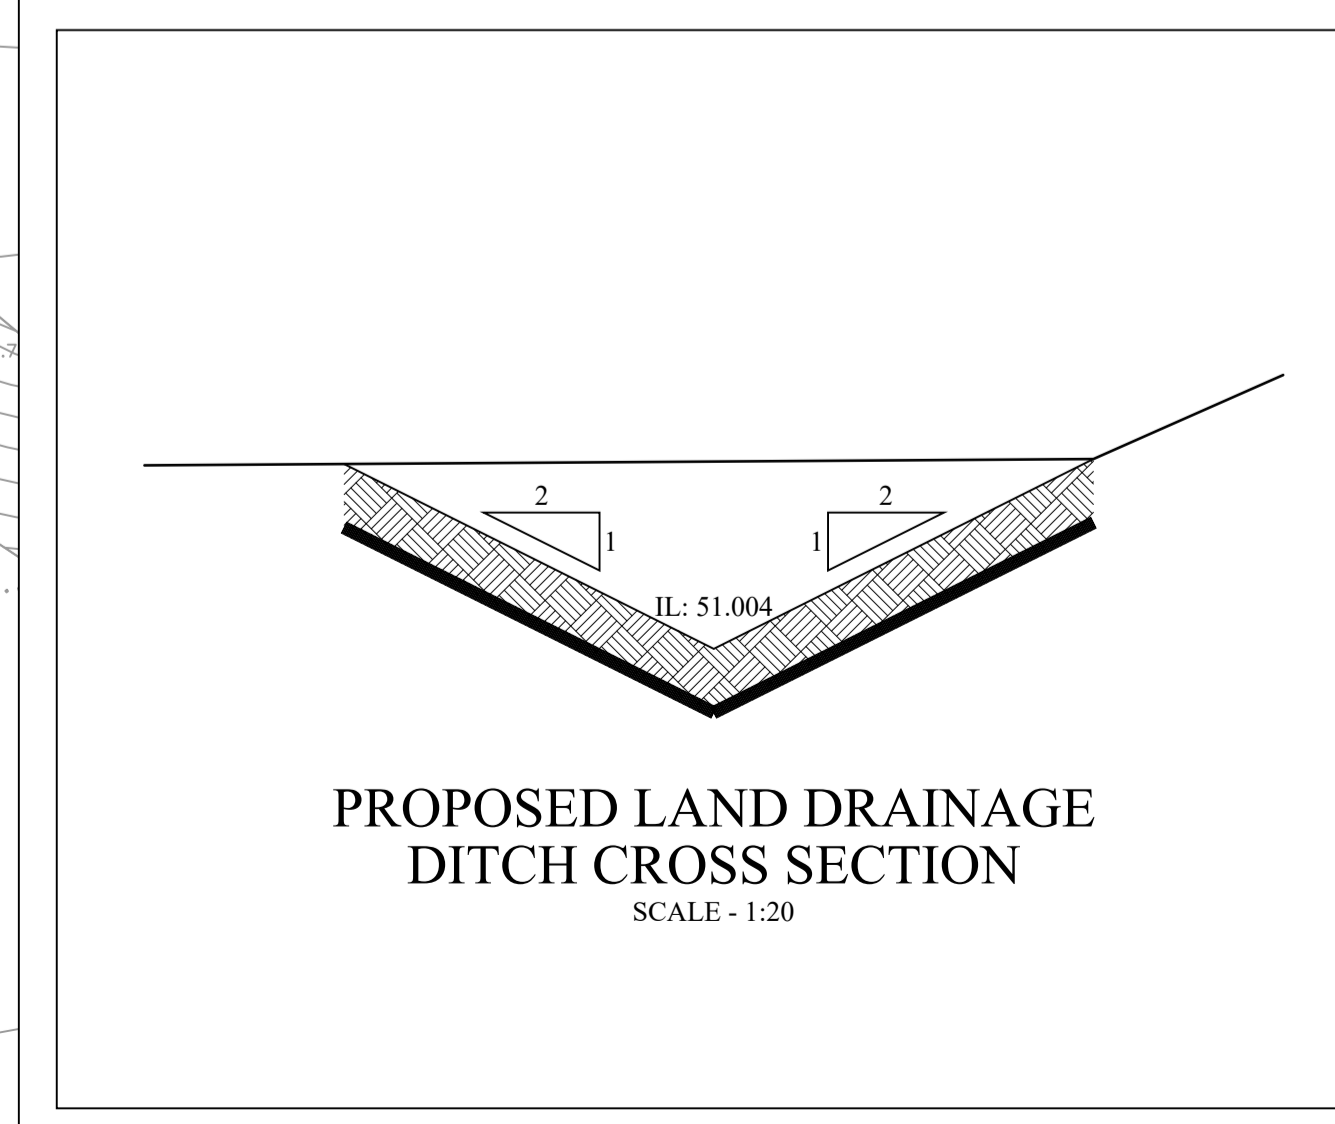 2
2
1
1
IL: 51.004
PROPOSED LAND DRAINAGE
DITCH CROSS SECTION
SCALE - 1:20